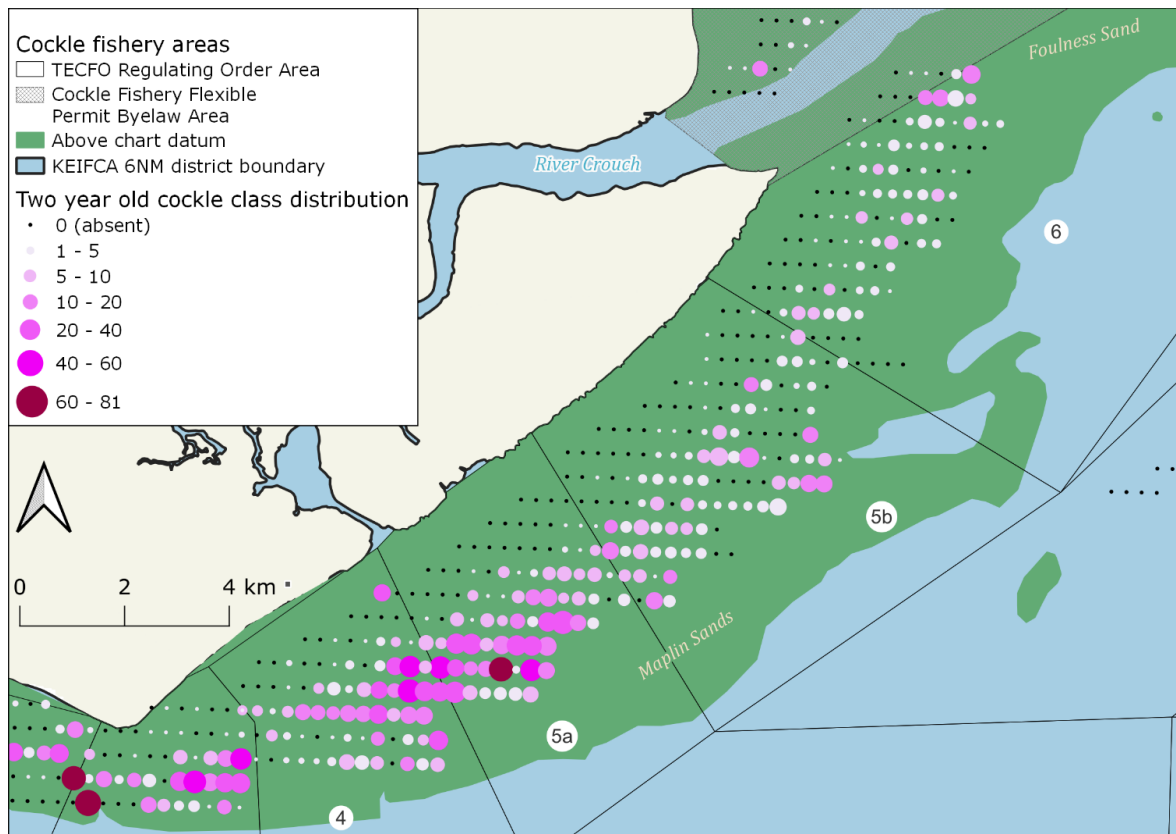 Cockle fishery areas
TECFO Regulating Order Area
Cockle Fishery Flexible
Permit Byelaw Area
Above chart datum
KEIFCA 6NM district boundary
Two year old cockle class distribution
0 (absent)
1 - 5
5 - 10
10 - 20
20 - 40
40 - 60
60 - 81
0 2 4 km
River Crouch
Foulness Sand
6
5b
Maplin Sands
5a
4